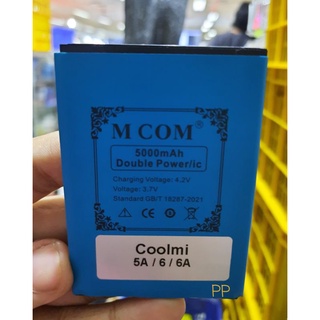 M COM®
5000mAh
Double Power/ic
Charging Voltage: 4.2V
Voltage: 3.7V
Standard GB/T 18287-2021
Coolmi
5A / 6 / 6A
PP